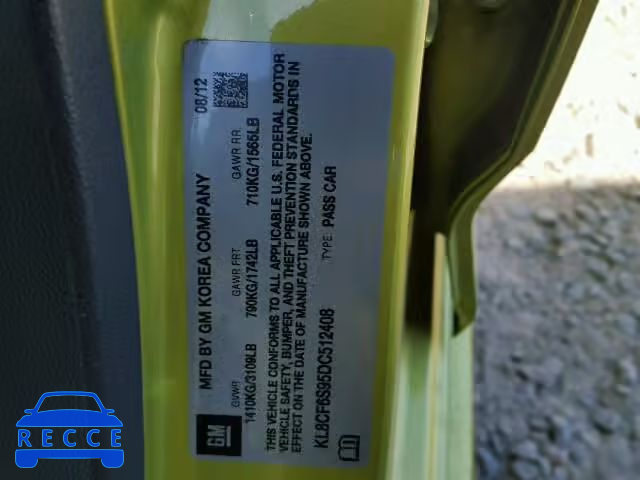 MFD BY GM KOREA COMPANY 08/12
GVWR GAWR FRT GAWR RR.
1410KG/3109LB 790KG/1742LB 710KG/1565LB
THIS VEHICLE CONFORMS TO ALL APPLICABLE U.S. FEDERAL MOTOR
VEHICLE SAFETY, BUMPER, AND THEFT PREVENTION STANDARDS IN
EFFECT ON THE DATE OF MANUFACTURE SHOWN ABOVE.
KL8CF6S95DC512408 TYPE: PASS CAR
GM
RECCE